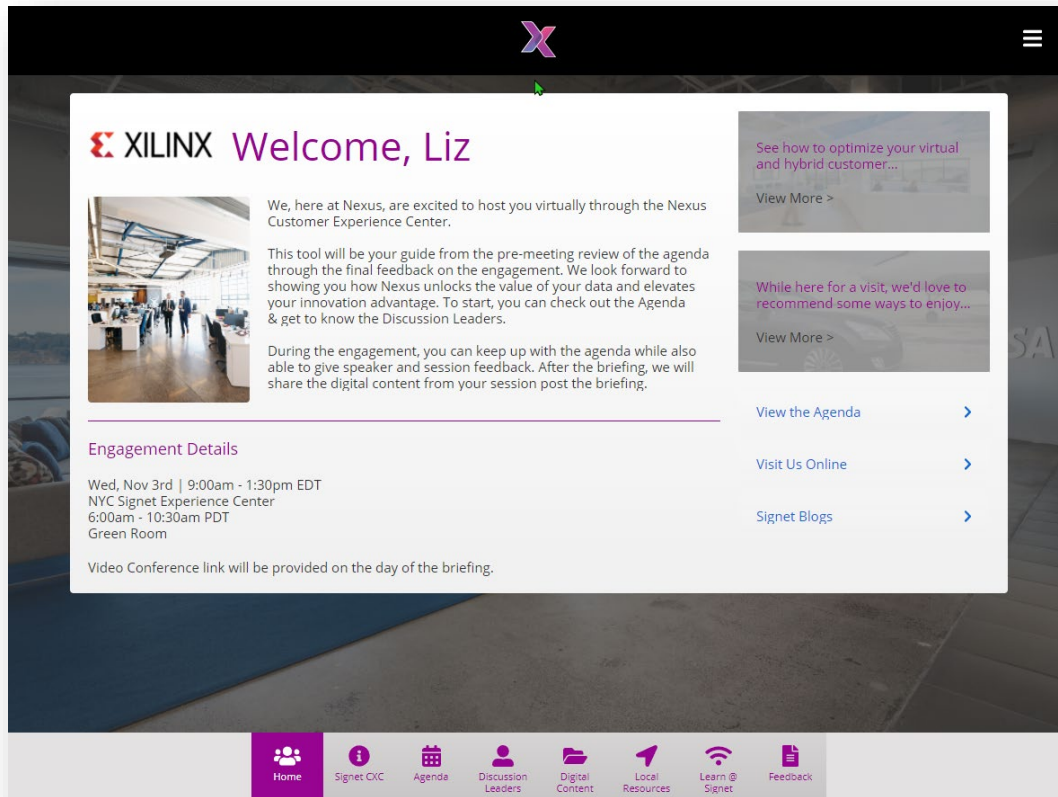 XILINX Welcome, Liz
We, here at Nexus, are excited to host you virtually through the Nexus
Customer Experience Center.
This tool will be your guide from the pre-meeting review of the agenda
through the final feedback on the engagement. We look forward to
showing you how Nexus unlocks the value of your data and elevates
your innovation advantage. To start, you can check out the Agenda
& get to know the Discussion Leaders.
During the engagement, you can keep up with the agenda while also
able to give speaker and session feedback. After the briefing, we will
share the digital content from your session post the briefing.
Engagement Details
Wed, Nov 3rd | 9:00am - 1:30pm EDT
NYC Signet Experience Center
6:00am - 10:30am PDT
Green Room
Video Conference link will be provided on the day of the briefing.
See how to optimize your virtual
and hybrid customer...
View More >
While here for a visit, we'd love to
recommend some ways to enjoy...
View More >
View the Agenda
Visit Us Online
Signet Blogs
SA
Home
Signet CXC
Agenda
Discussion
Leaders
Digital
Content
Local
Resources
Learn @
Signet
Feedback